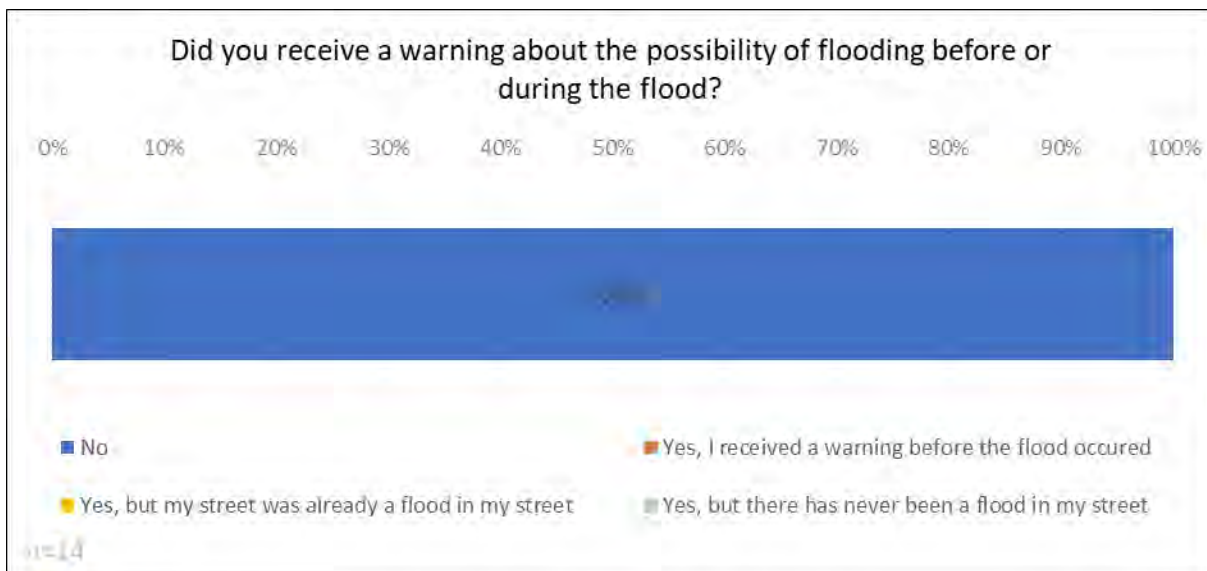 Did you receive a warning about the possibility of flooding before or
during the flood?
0% 10% 20% 30% 40% 50% 60% 70% 80% 90% 100%
No
Yes, I received a warning before the flood occured
Yes, but my street was already a flood in my street
Yes, but there has never been a flood in my street
n=14